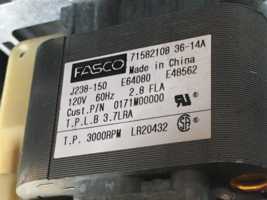 FASCO 71582108 36-14A
Made in China
J238-150 E64080 E48562
120V 60Hz 2.8 FLA
Cust.P/N 0171M00000
T.P.L.B 3.7LRA
T.P. 3000RPM LR20432